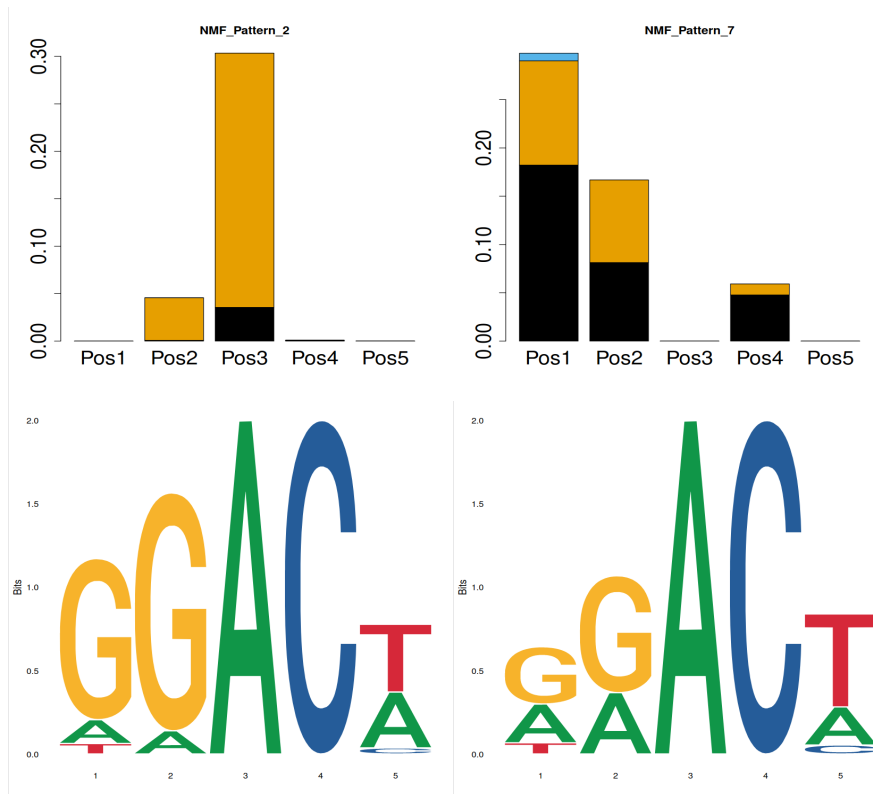 NMF_Pattern_2
0.30
0.20
0.10
0.00
Pos1 Pos2 Pos3 Pos4 Pos5
NMF_Pattern_7
0.20
0.10
0.00
Pos1 Pos2 Pos3 Pos4 Pos5
2.0
1.5
1.0
0.5
0.0
Bits
G G A C T
A A A
T C
1 2 3 4 5
2.0
1.5
1.0
0.5
0.0
Bits
G G A C T
A A A
T C
1 2 3 4 5